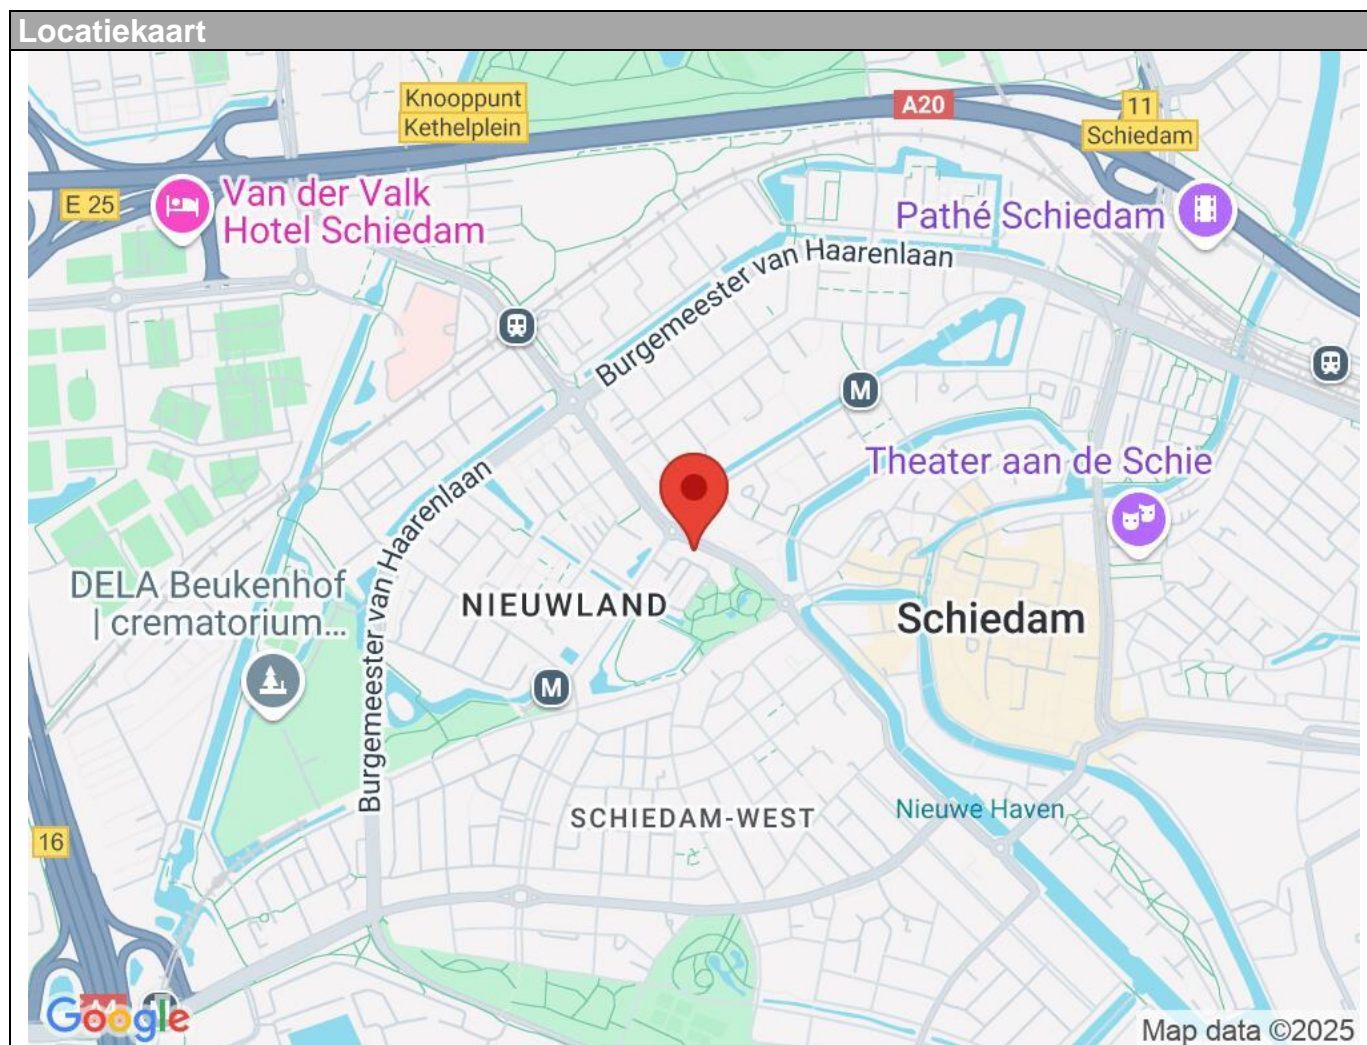 Locatiekaart
Knooppunt
Kethelplein
A20
11
Schiedam
E 25
Van der Valk
Hotel Schiedam
Pathé Schiedam
Burgemeester van Haarenlaan
M
Theater aan de Schie
Burgemeester van Haarenlaan
DELA Beukenhof
| crematorium...
NIEUWLAND
Schiedam
M
SCHIEDAM-WEST
Nieuwe Haven
16
Google
Map data ©2025